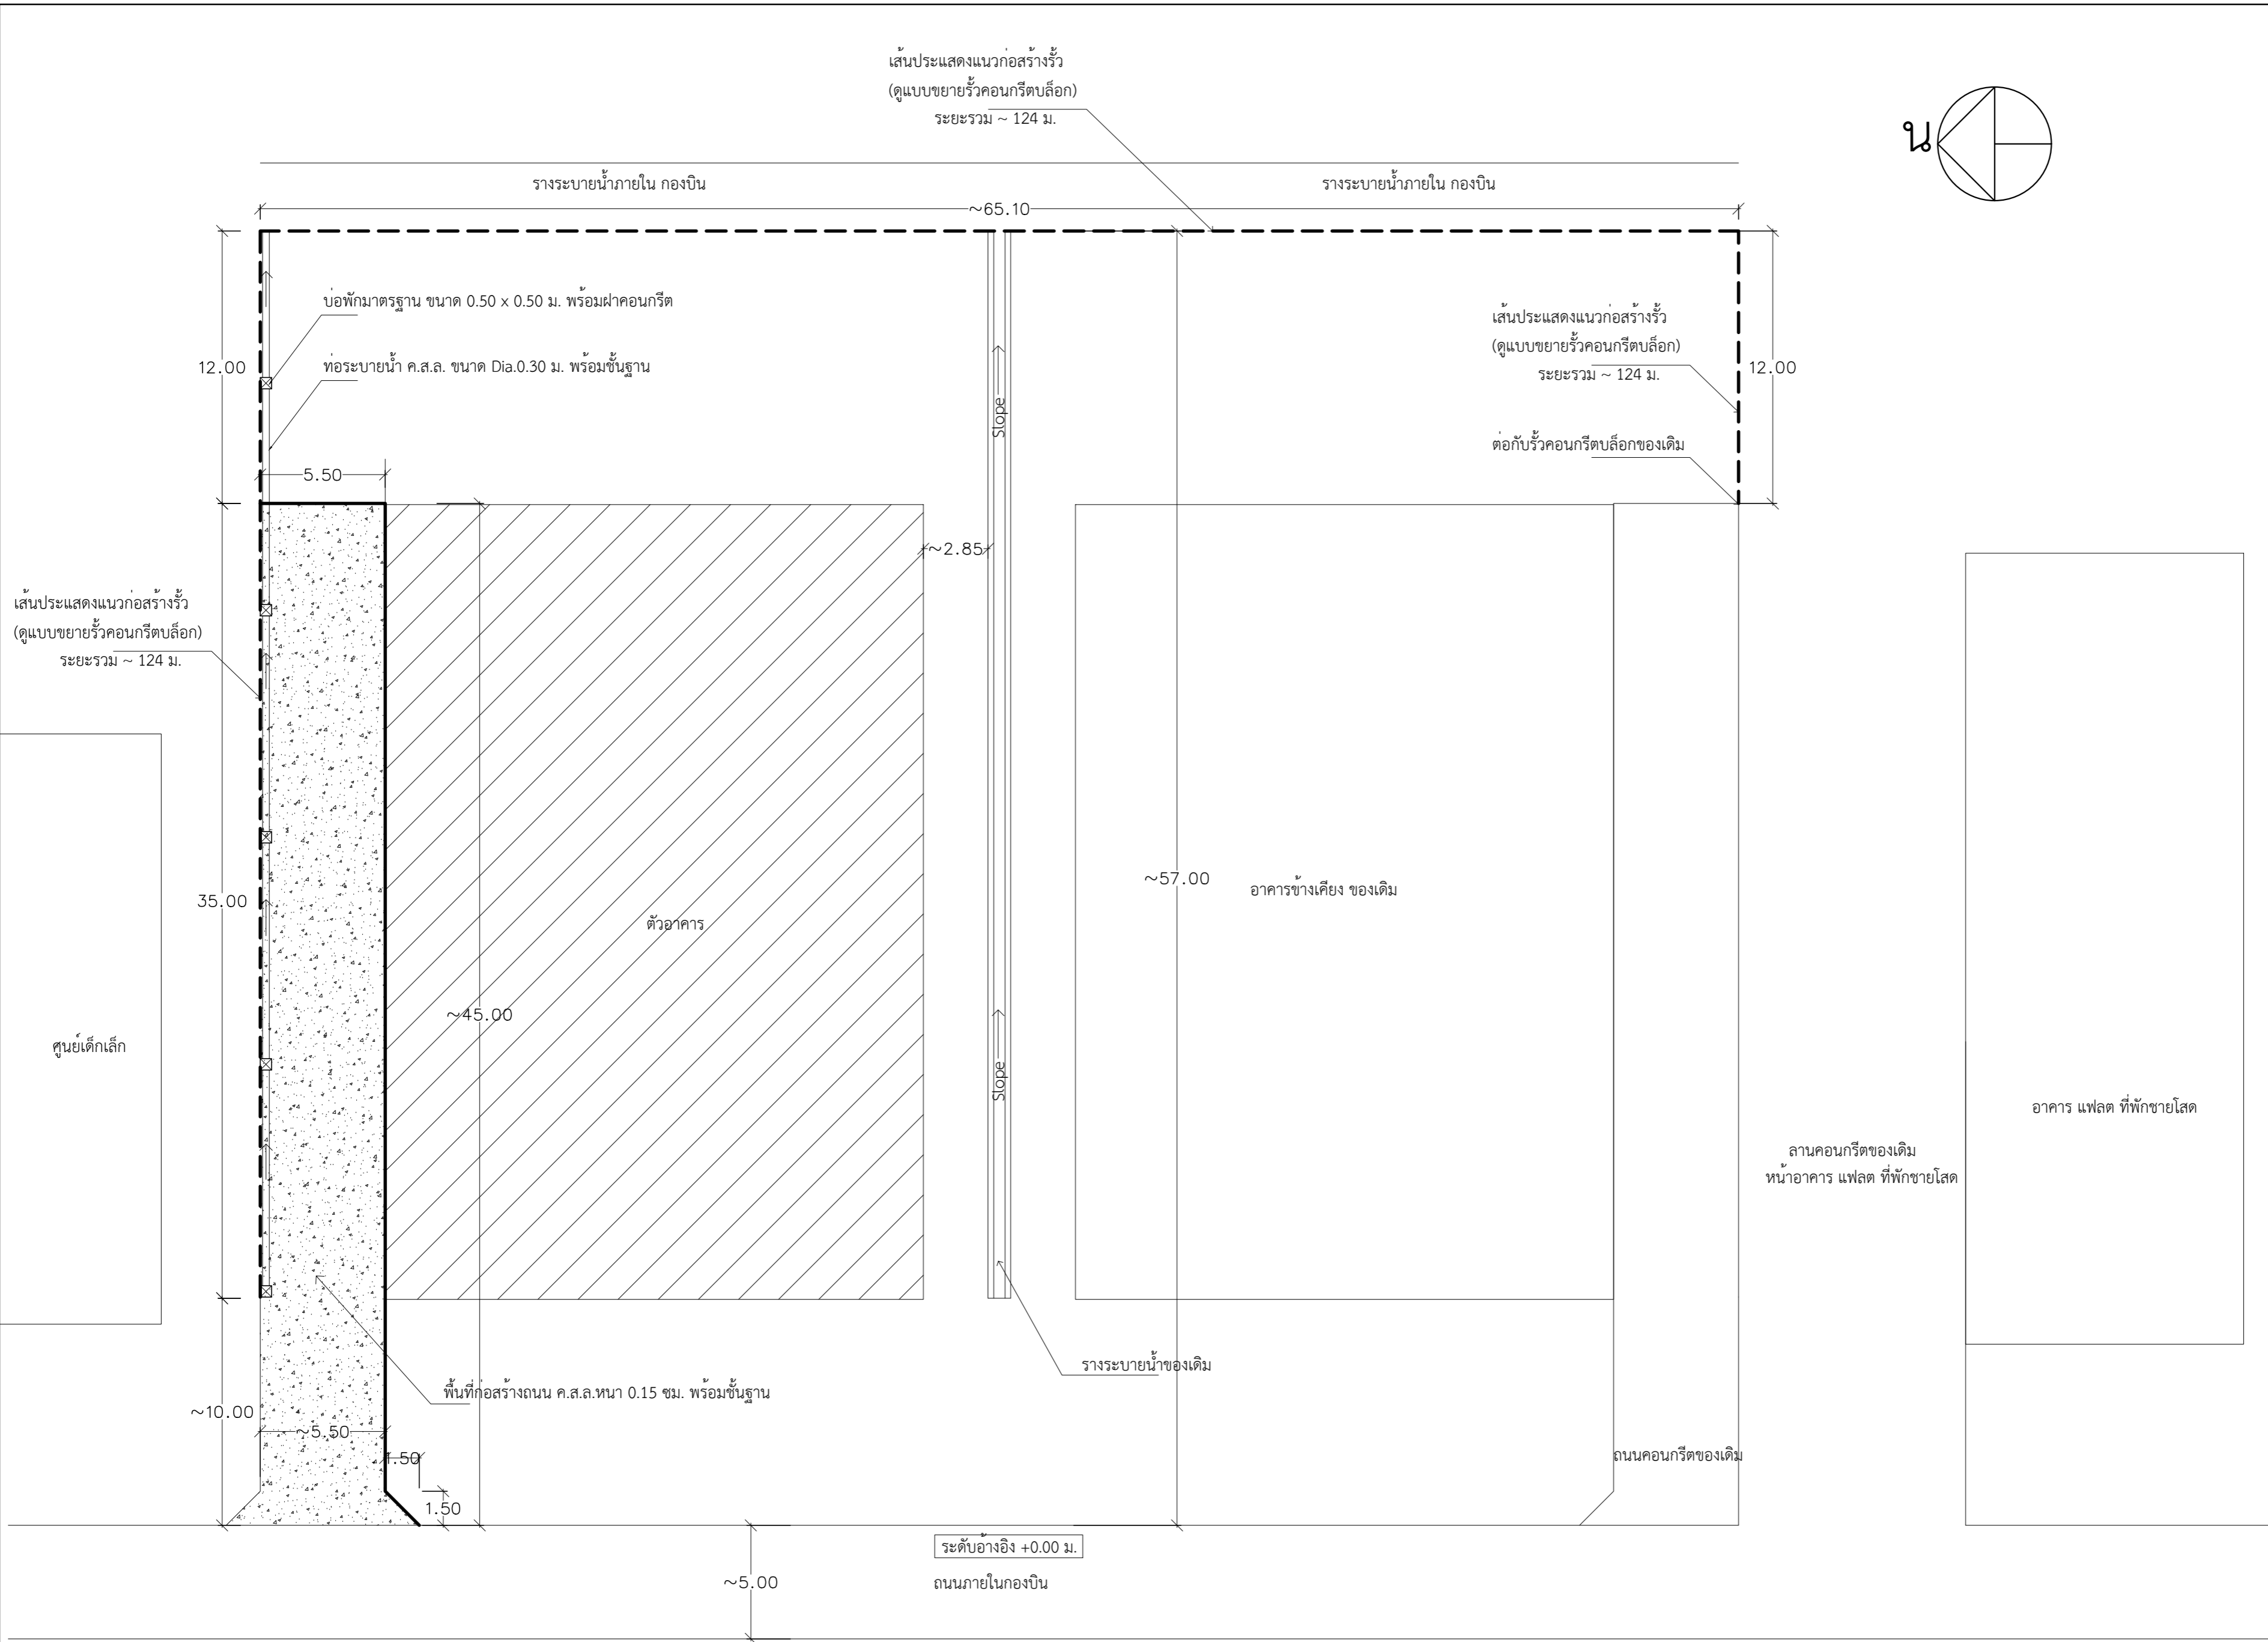 เส้นประแสดงแนวก่อสร้างรั้ว
(ดูแบบขยายรั้วคอนกรีตบล็อก)
ระยะรวม ~ 124 ม.
น
รางระบายน้ำภายใน กองบิน
รางระบายน้ำภายใน กองบิน
~65.10
บ่อพักมาตรฐาน ขนาด 0.50 x 0.50 ม. พร้อมฝาคอนกรีต
ท่อระบายน้ำ ค.ส.ล. ขนาด Dia.0.30 ม. พร้อมชั้นฐาน
12.00
Slope
เส้นประแสดงแนวก่อสร้างรั้ว
(ดูแบบขยายรั้วคอนกรีตบล็อก)
ระยะรวม ~ 124 ม.
12.00
ต่อกับรั้วคอนกรีตบล็อกของเดิม
5.50
~2.85
เส้นประแสดงแนวก่อสร้างรั้ว
(ดูแบบขยายรั้วคอนกรีตบล็อก)
ระยะรวม ~ 124 ม.
35.00
ตัวอาคาร
~57.00
อาคารข้างเคียง ของเดิม
~45.00
ศูนย์เด็กเล็ก
Slope
อาคาร แฟลต ที่พักชายโสด
ลานคอนกรีตของเดิม
หน้าอาคาร แฟลต ที่พักชายโสด
รางระบายน้ำของเดิม
พื้นที่ก่อสร้างถนน ค.ส.ล.หนา 0.15 ซม. พร้อมชั้นฐาน
~10.00
~5.50
1.50
1.50
ถนนคอนกรีตของเดิม
ระดับอ้างอิง +0.00 ม.
~5.00
ถนนภายในกองบิน